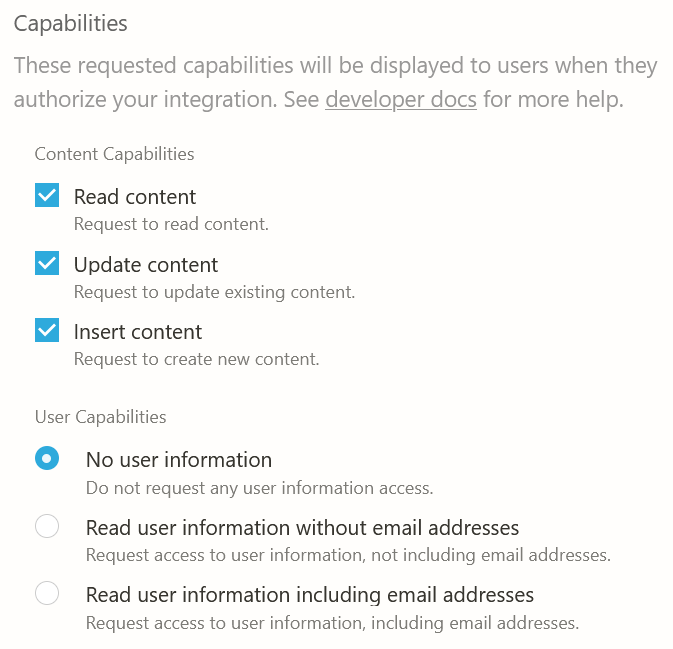 Capabilities
These requested capabilities will be displayed to users when they
authorize your integration. See developer docs for more help.
Content Capabilities
Read content
Request to read content.
Update content
Request to update existing content.
Insert content
Request to create new content.
User Capabilities
No user information
Do not request any user information access.
Read user information without email addresses
Request access to user information, not including email addresses.
Read user information including email addresses
Request access to user information, including email addresses.